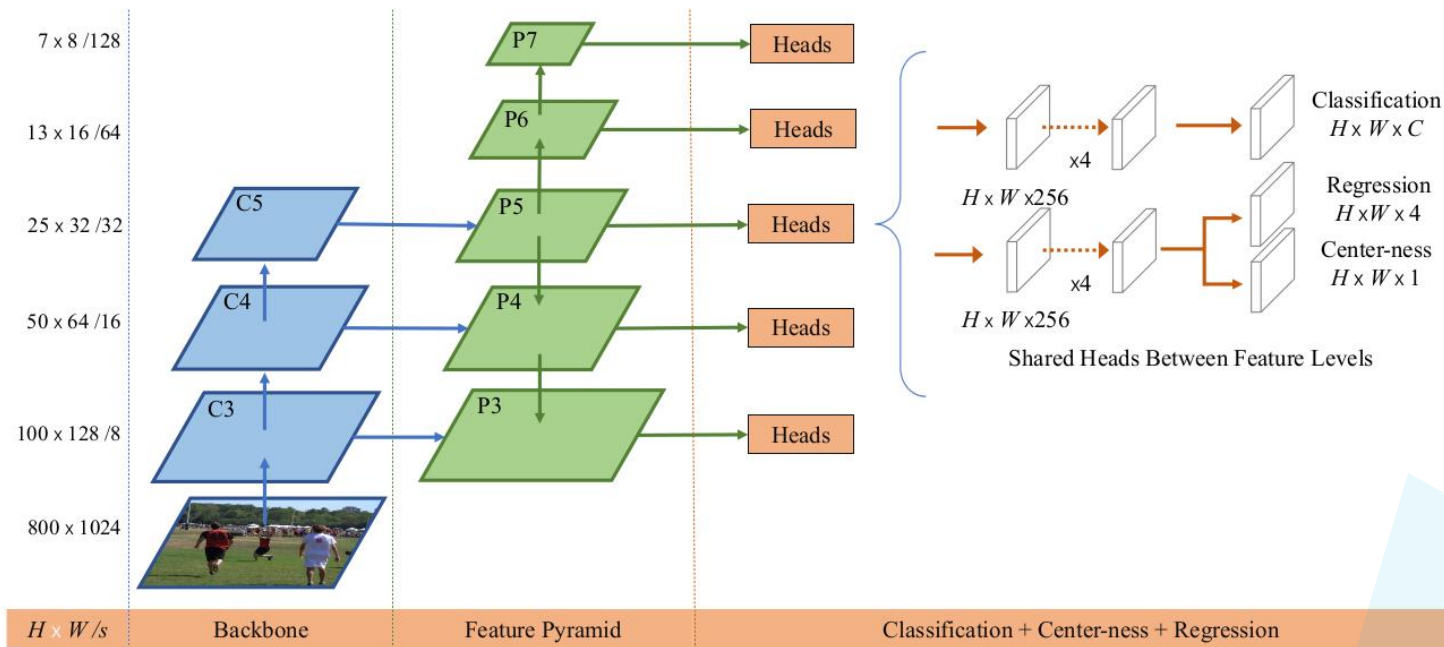 7 x 8 /128
P7
Heads
13 x 16 /64
P6
Heads
Classification
H x W x C
x4
H x W x256
25 x 32 /32
C5
P5
Heads
Regression
H x W x 4
Center-ness
H x W x 1
x4
H x W x256
50 x 64 /16
C4
P4
Heads
Shared Heads Between Feature Levels
100 x 128 /8
C3
P3
Heads
800 x 1024
H x W /s
Backbone
Feature Pyramid
Classification + Center-ness + Regression